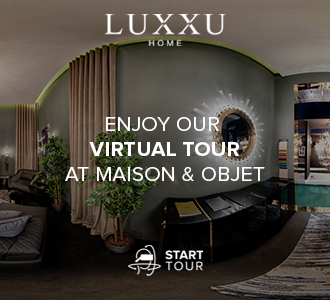 LUXXU
HOME
ENJOY OUR
VIRTUAL TOUR
AT MAISON & OBJET
START
TOUR